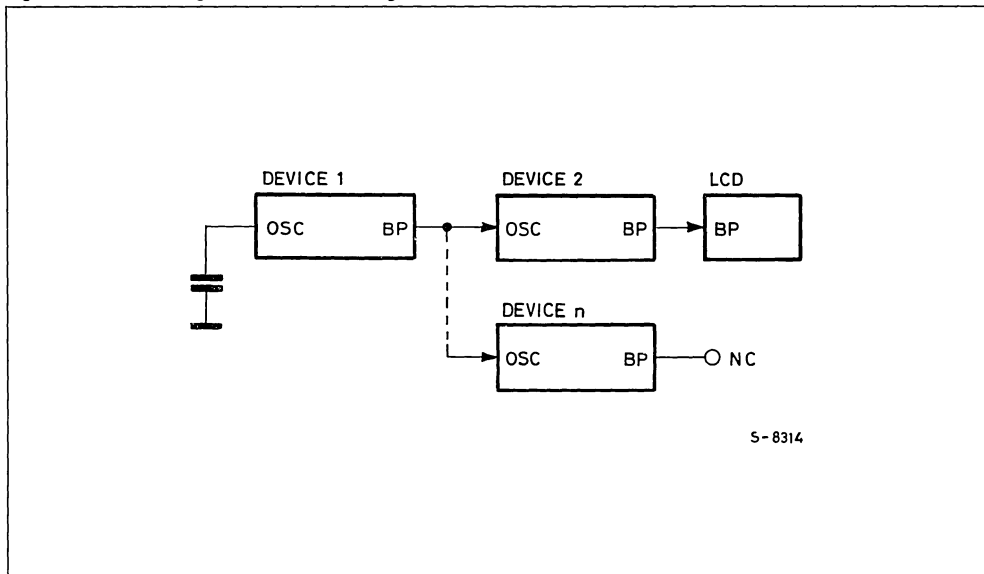 DEVICE 1
DEVICE 2
LCD
OSC
BP
OSC
BP
BP
DEVICE n
OSC
BP
NC
S-8314